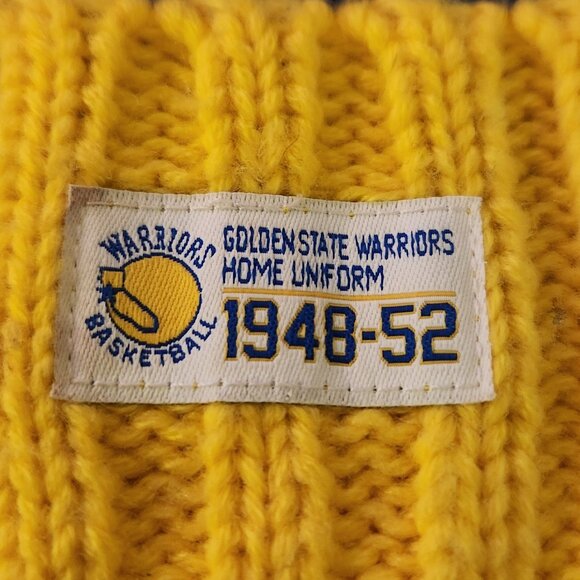 WARRIORS
BASKETBALL
GOLDEN STATE WARRIORS
HOME UNIFORM
1948-52